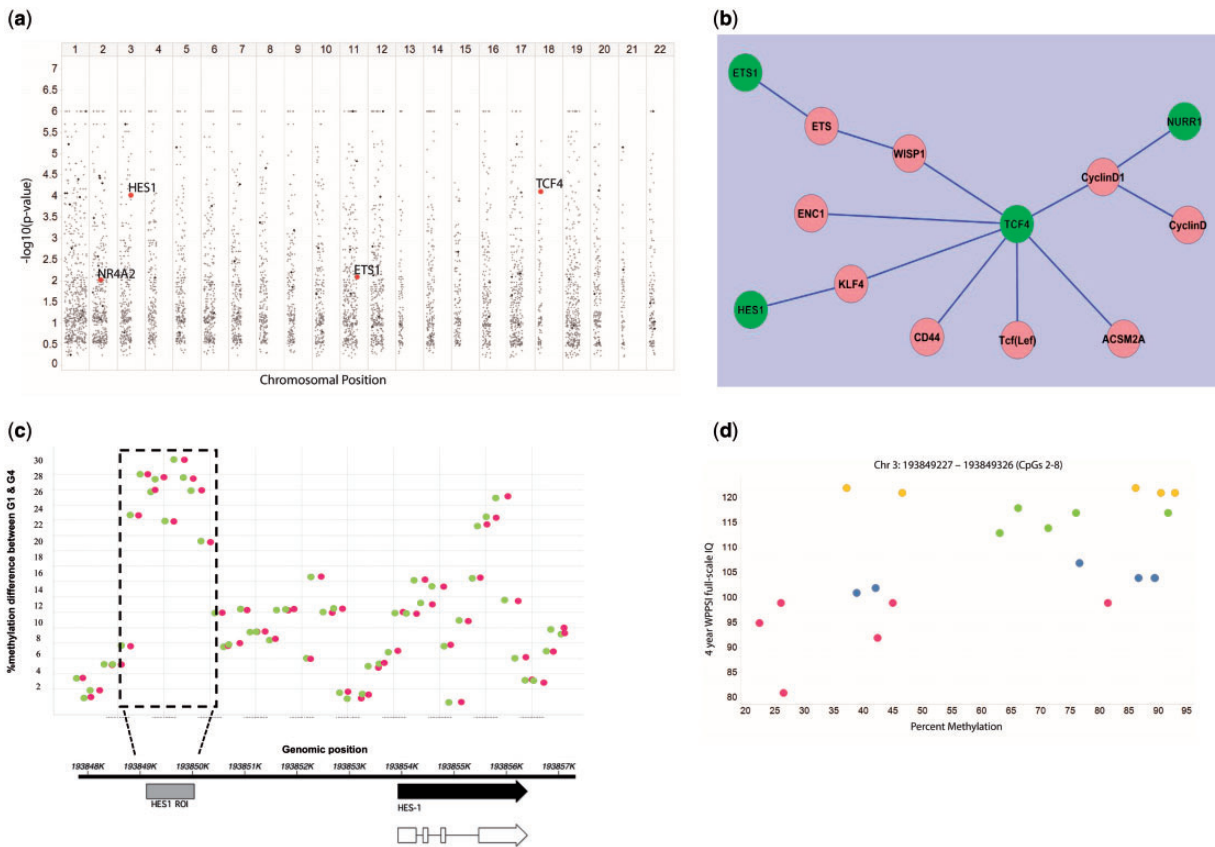 (a)
1 2 3 4 5 6 7 8 9 10 11 12 13 14 15 16 17 18 19 20 21 22
7
6
5.5
5
4.5
4
3.5
3
2.5
2
1.5
1
0.5
0
-log10(p-value)
HES1
TCF4
NR4A2
ETS1
Chromosomal Position
(b)
ETS1
ETS
WISP1
NURR1
CyclinD1
ENC1
TCF4
CyclinD
HES1
KLF4
CD44
Tcf(Lef)
ACSM2A
(c)
%methylation difference between G1 & G4
30
28
26
24
22
20
18
16
14
12
10
8
6
4
2
Genomic position
193848K 193849K 193850K 193851K 193852K 193853K 193854K 193855K 193856K 193857K
HES1 ROI
HES-1
(d)
Chr 3: 193849227 – 193849326 (CpGs 2-8)
4 year WPPSI full-scale IQ
120
115
110
105
100
95
90
85
80
20 25 30 35 40 45 50 55 60 65 70 75 80 85 90 95
Percent Methylation